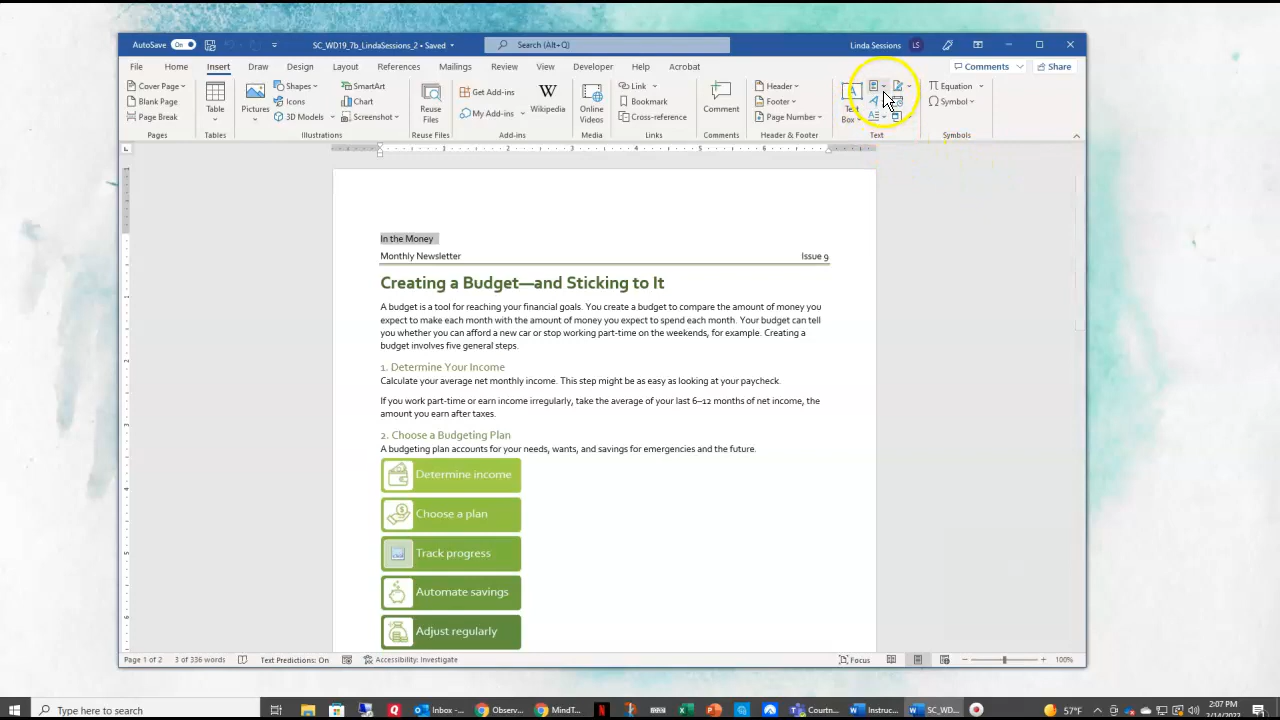 AutoSave On SC_WD19_7b_LindaSessions_2 • Saved Search (Alt+Q) Linda Sessions LS
File Home Insert Draw Design Layout References Mailings Review View Developer Help Acrobat Comments Share
Cover Page
Blank Page
Page Break
Pages
Table
Tables
Pictures
Shapes
Icons
3D Models
SmartArt
Chart
Screenshot
Illustrations
Reuse
Files
Reuse Files
Get Add-ins
My Add-ins
Wikipedia
Add-ins
Online
Videos
Media
Link
Bookmark
Cross-reference
Links
Comment
Comments
Header
Footer
Page Number
Header & Footer
Text
Box
Text
Equation
Symbol
Symbols
In the Money
Monthly Newsletter Issue 9
Creating a Budget—and Sticking to It
A budget is a tool for reaching your financial goals. You create a budget to compare the amount of money you
expect to make each month with the amount of money you expect to spend each month. Your budget can tell
you whether you can afford a new car or stop working part-time on the weekends, for example. Creating a
budget involves five general steps.
1. Determine Your Income
Calculate your average net monthly income. This step might be as easy as looking at your paycheck.
If you work part-time or earn income irregularly, take the average of your last 6–12 months of net income, the
amount you earn after taxes.
2. Choose a Budgeting Plan
A budgeting plan accounts for your needs, wants, and savings for emergencies and the future.
Determine income
Choose a plan
Track progress
Automate savings
Adjust regularly
Page 1 of 2 3 of 336 words Text Predictions: On Accessibility: Investigate Focus 100%
Type here to search Inbox - Observ... MindT... Courtn... Instruc... SC_WD... 57°F 2:07 PM
2/14/2022